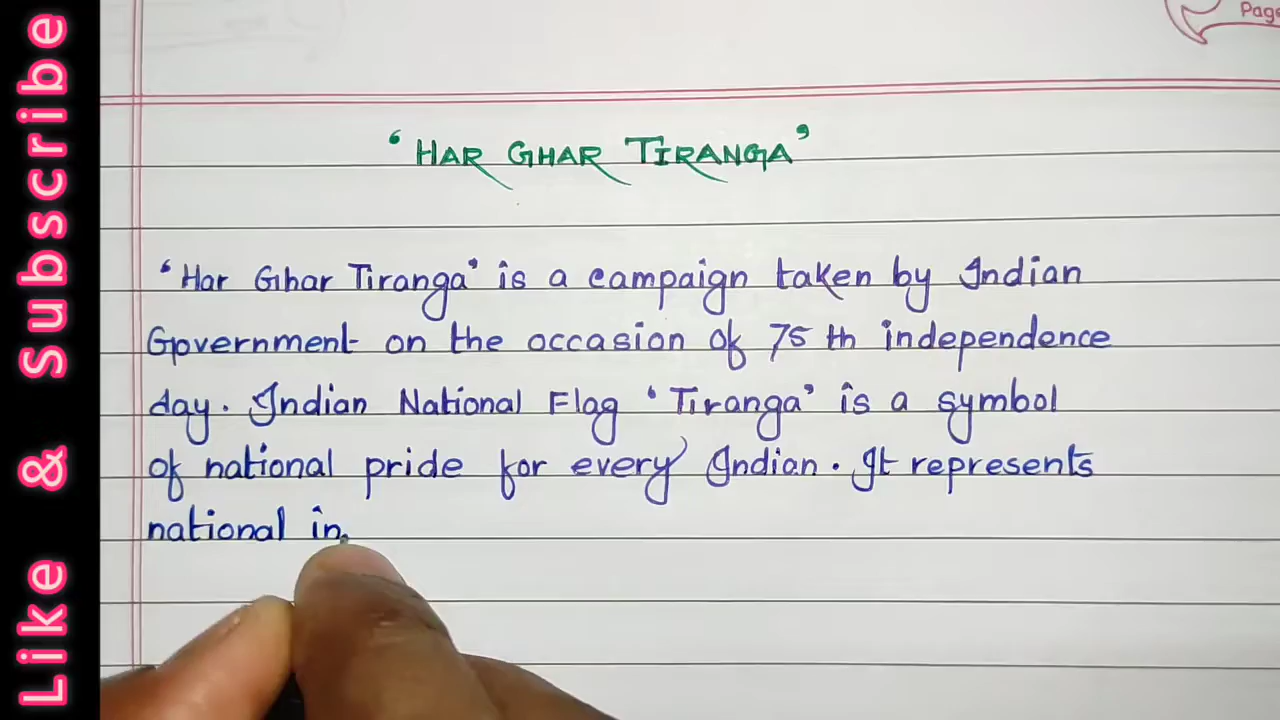 Like & Subscribe
Page
‘HAR GHAR TIRANGA’
‘Har Ghar Tiranga’ is a campaign taken by Indian
Government on the occasion of 75 th independence
day. Indian National Flag ‘Tiranga’ is a symbol
of national pride for every Indian. It represents
national in